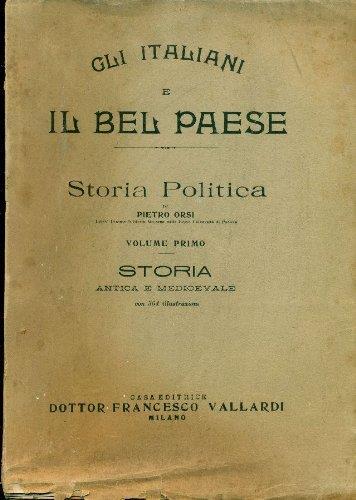 GLI ITALIANI
E
IL BEL PAESE
Storia Politica
DI
PIETRO ORSI
VOLUME PRIMO
STORIA
ANTICA E MEDIOEVALE
con 364 illustrazioni
CASA EDITRICE
DOTTOR FRANCESCO VALLARDI
MILANO